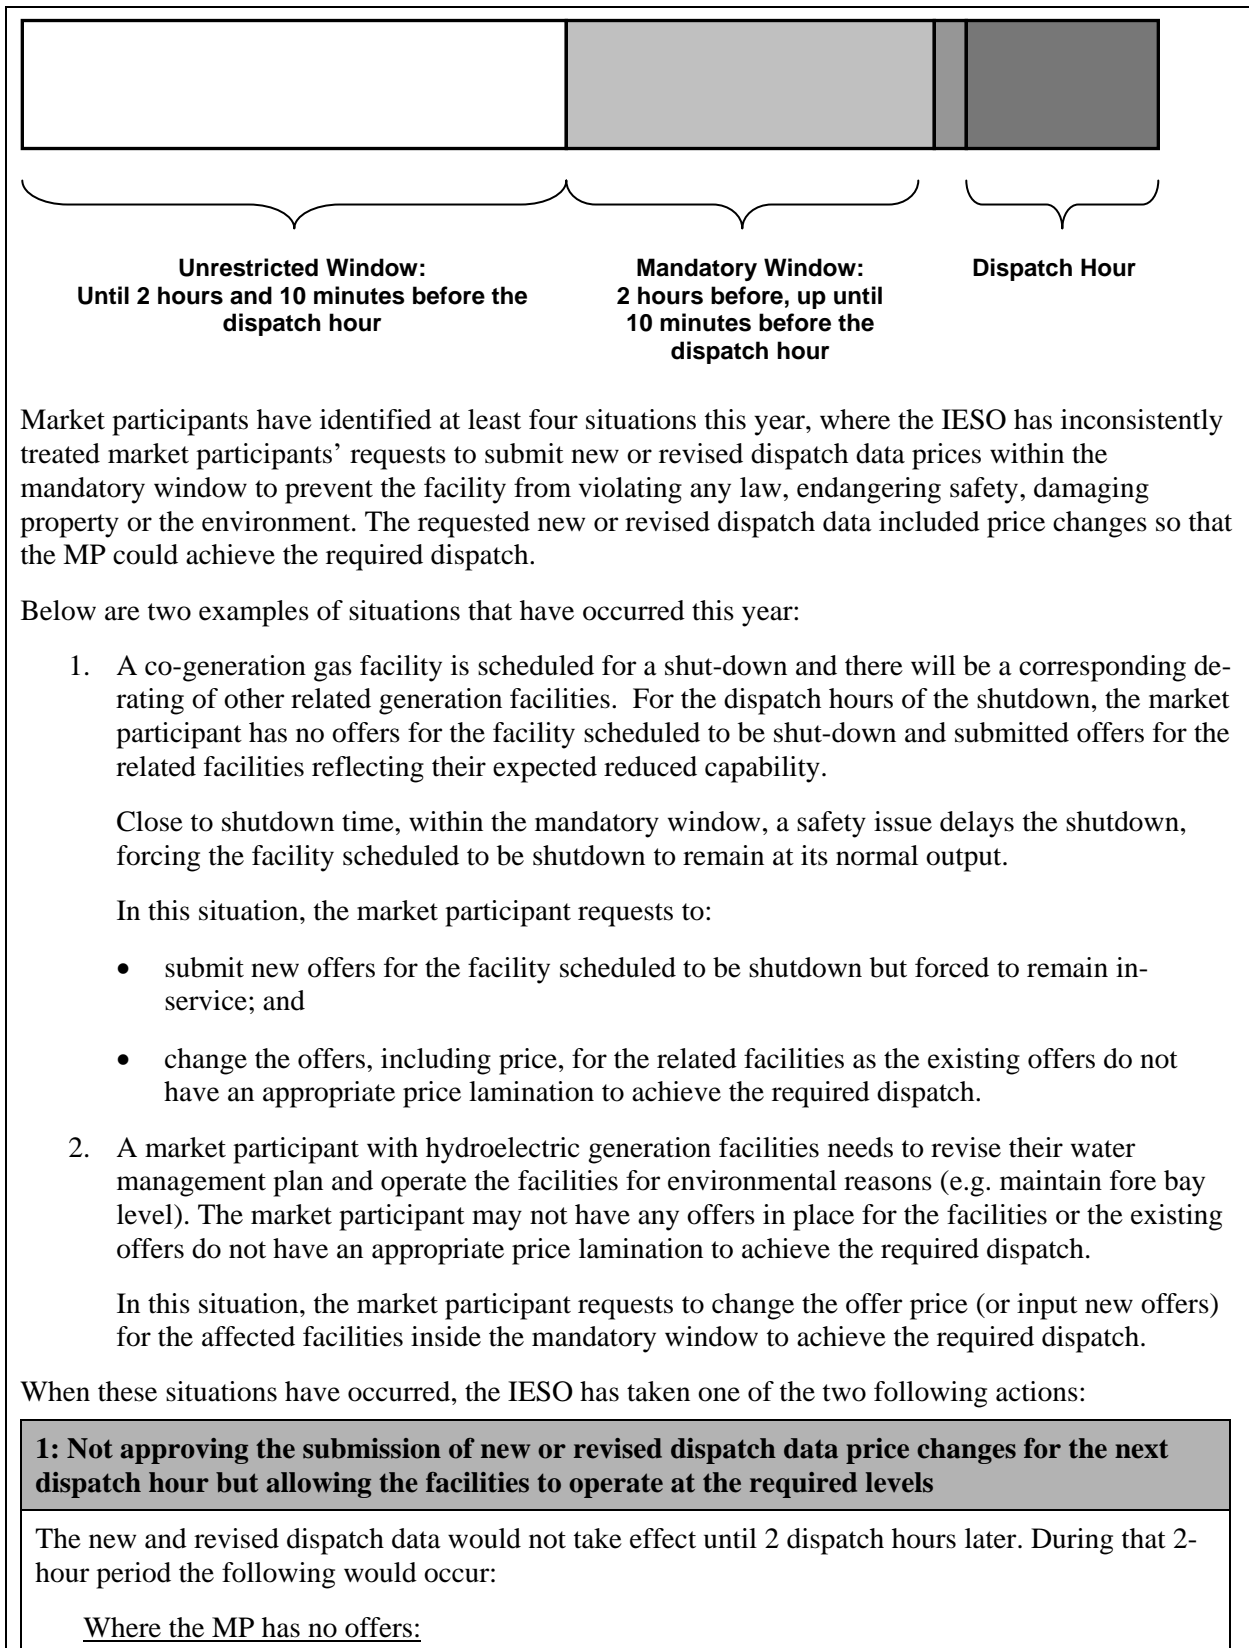 Unrestricted Window:
Until 2 hours and 10 minutes before the
dispatch hour
Mandatory Window:
2 hours before, up until
10 minutes before the
dispatch hour
Dispatch Hour
Market participants have identified at least four situations this year, where the IESO has inconsistently
treated market participants’ requests to submit new or revised dispatch data prices within the
mandatory window to prevent the facility from violating any law, endangering safety, damaging
property or the environment. The requested new or revised dispatch data included price changes so that
the MP could achieve the required dispatch.
Below are two examples of situations that have occurred this year:
1. A co-generation gas facility is scheduled for a shut-down and there will be a corresponding de-
rating of other related generation facilities. For the dispatch hours of the shutdown, the market
participant has no offers for the facility scheduled to be shut-down and submitted offers for the
related facilities reflecting their expected reduced capability.
Close to shutdown time, within the mandatory window, a safety issue delays the shutdown,
forcing the facility scheduled to be shutdown to remain at its normal output.
In this situation, the market participant requests to:
• submit new offers for the facility scheduled to be shutdown but forced to remain in-
service; and
• change the offers, including price, for the related facilities as the existing offers do not
have an appropriate price lamination to achieve the required dispatch.
2. A market participant with hydroelectric generation facilities needs to revise their water
management plan and operate the facilities for environmental reasons (e.g. maintain fore bay
level). The market participant may not have any offers in place for the facilities or the existing
offers do not have an appropriate price lamination to achieve the required dispatch.
In this situation, the market participant requests to change the offer price (or input new offers)
for the affected facilities inside the mandatory window to achieve the required dispatch.
When these situations have occurred, the IESO has taken one of the two following actions:
1: Not approving the submission of new or revised dispatch data price changes for the next
dispatch hour but allowing the facilities to operate at the required levels
The new and revised dispatch data would not take effect until 2 dispatch hours later. During that 2-
hour period the following would occur:
Where the MP has no offers: